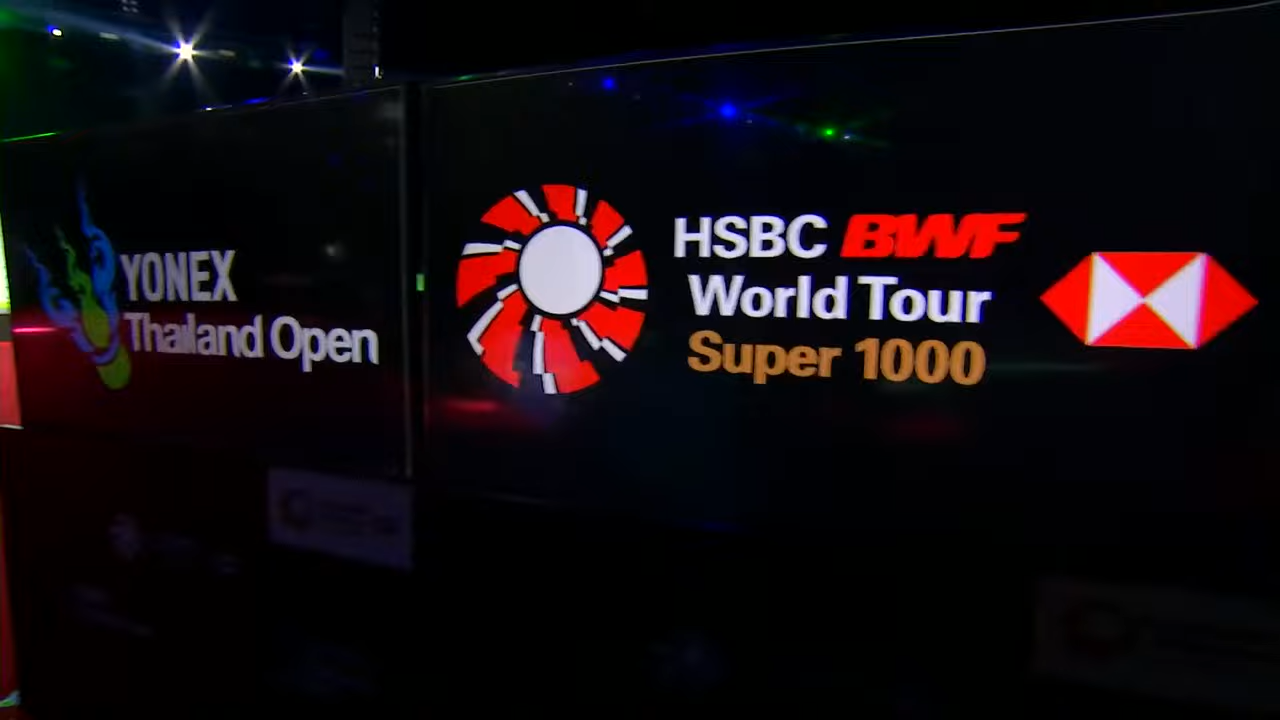 YONEX
Thailand Open
HSBC BWF
World Tour
Super 1000